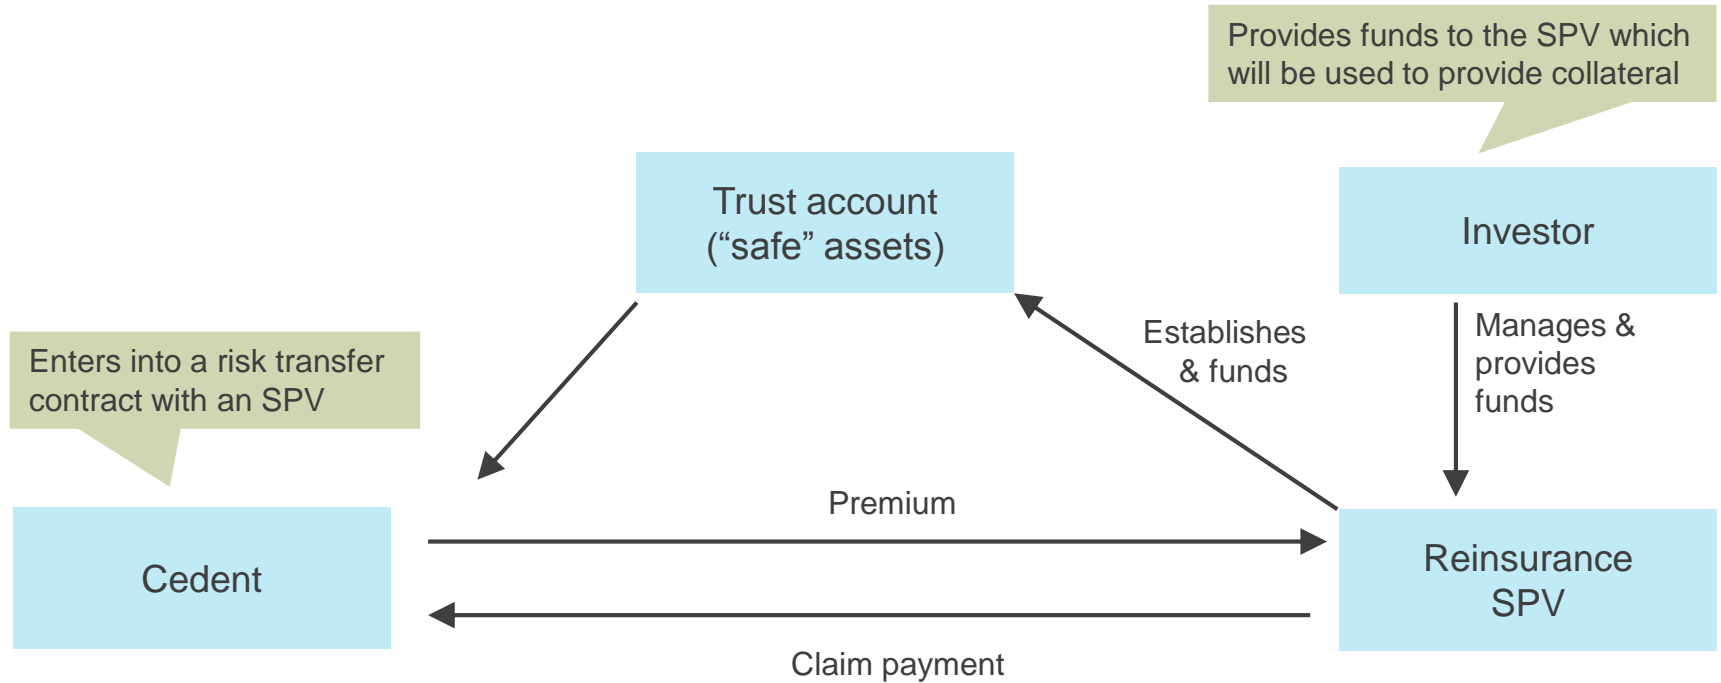 Provides funds to the SPV which
will be used to provide collateral
Trust account
(“safe” assets)
Investor
Establishes
& funds
Manages &
provides
funds
Enters into a risk transfer
contract with an SPV
Premium
Cedent
Reinsurance
SPV
Claim payment